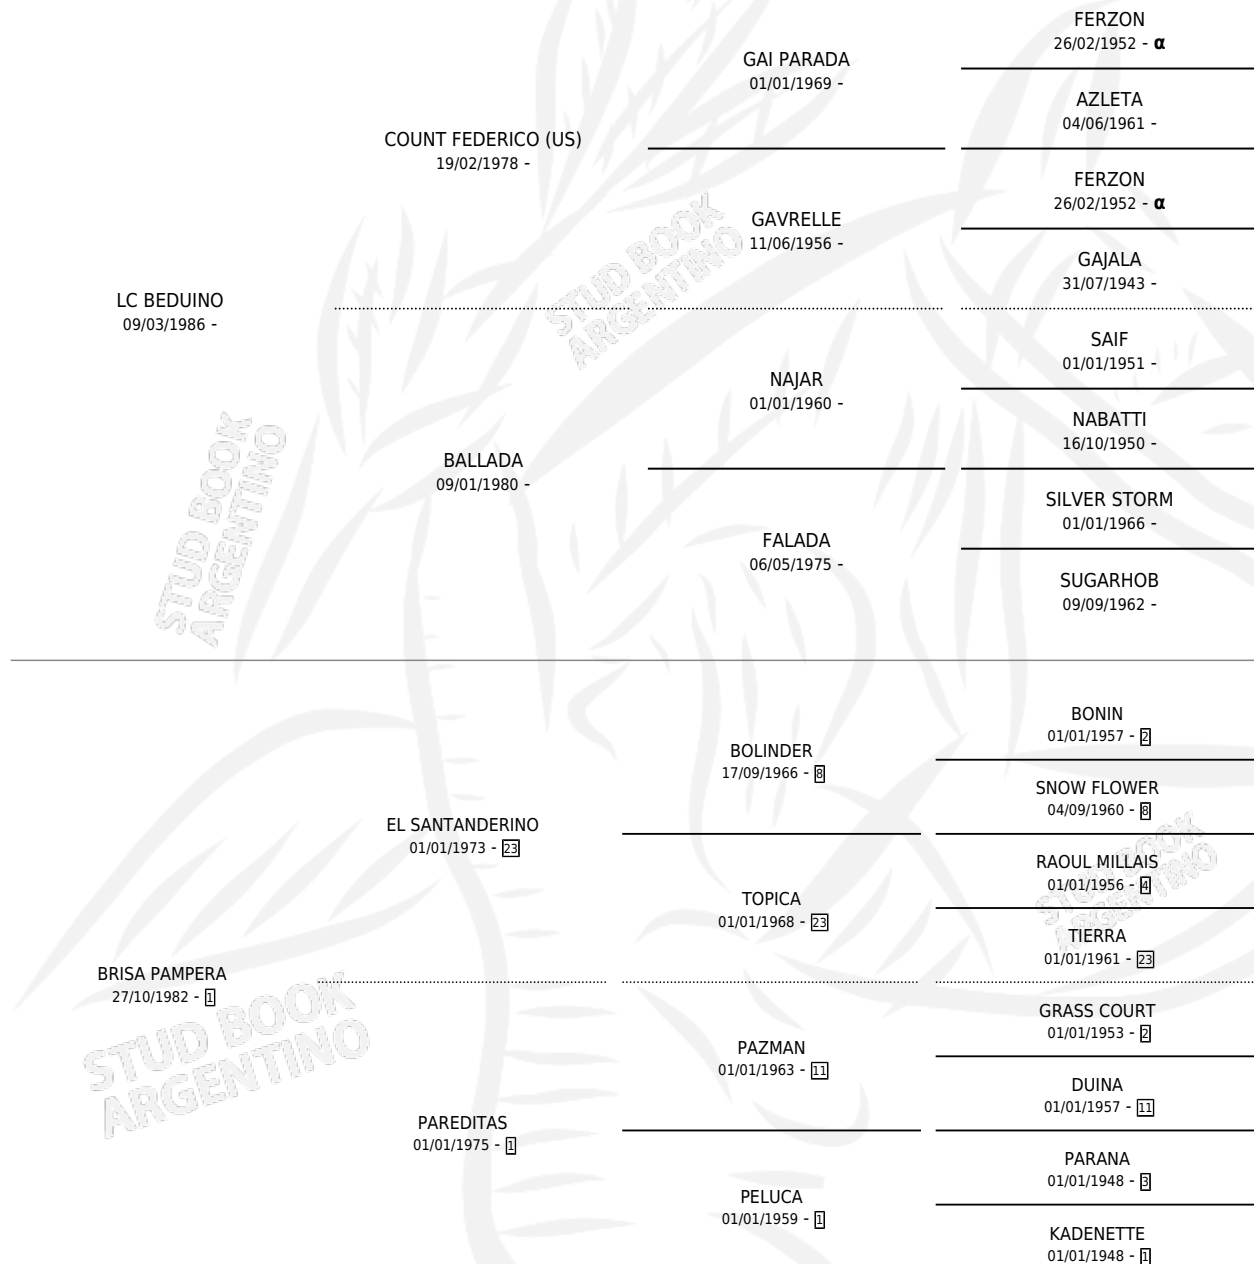 FERZON
26/02/1952 - α
GAI PARADA
01/01/1969 -
AZLETA
04/06/1961 -
COUNT FEDERICO (US)
19/02/1978 -
FERZON
26/02/1952 - α
GAVRELLE
11/06/1956 -
GAJALA
31/07/1943 -
LC BEDUINO
09/03/1986 -
SAIF
01/01/1951 -
NAJAR
01/01/1960 -
NABATTI
16/10/1950 -
BALLADA
09/01/1980 -
SILVER STORM
01/01/1966 -
FALADA
06/05/1975 -
SUGARHOB
09/09/1962 -
BONIN
01/01/1957 - 2
BOLINDER
17/09/1966 - 8
SNOW FLOWER
04/09/1960 - 8
EL SANTANDERINO
01/01/1973 - 23
RAOUL MILLAIS
01/01/1956 - 4
TOPICA
01/01/1968 - 23
TIERRA
01/01/1961 - 23
BRISA PAMPERA
27/10/1982 - 1
GRASS COURT
01/01/1953 - 2
PAZMAN
01/01/1963 - 11
DUINA
01/01/1957 - 11
PAREDITAS
01/01/1975 - 1
PARANA
01/01/1948 - 3
PELUCA
01/01/1959 - 1
KADENETTE
01/01/1948 - 1
STUD BOOK
ARGENTINO
STUD BOOK
ARGENTINO
STUD BOOK
ARGENTINO
STUD BOOK
ARGENTINO